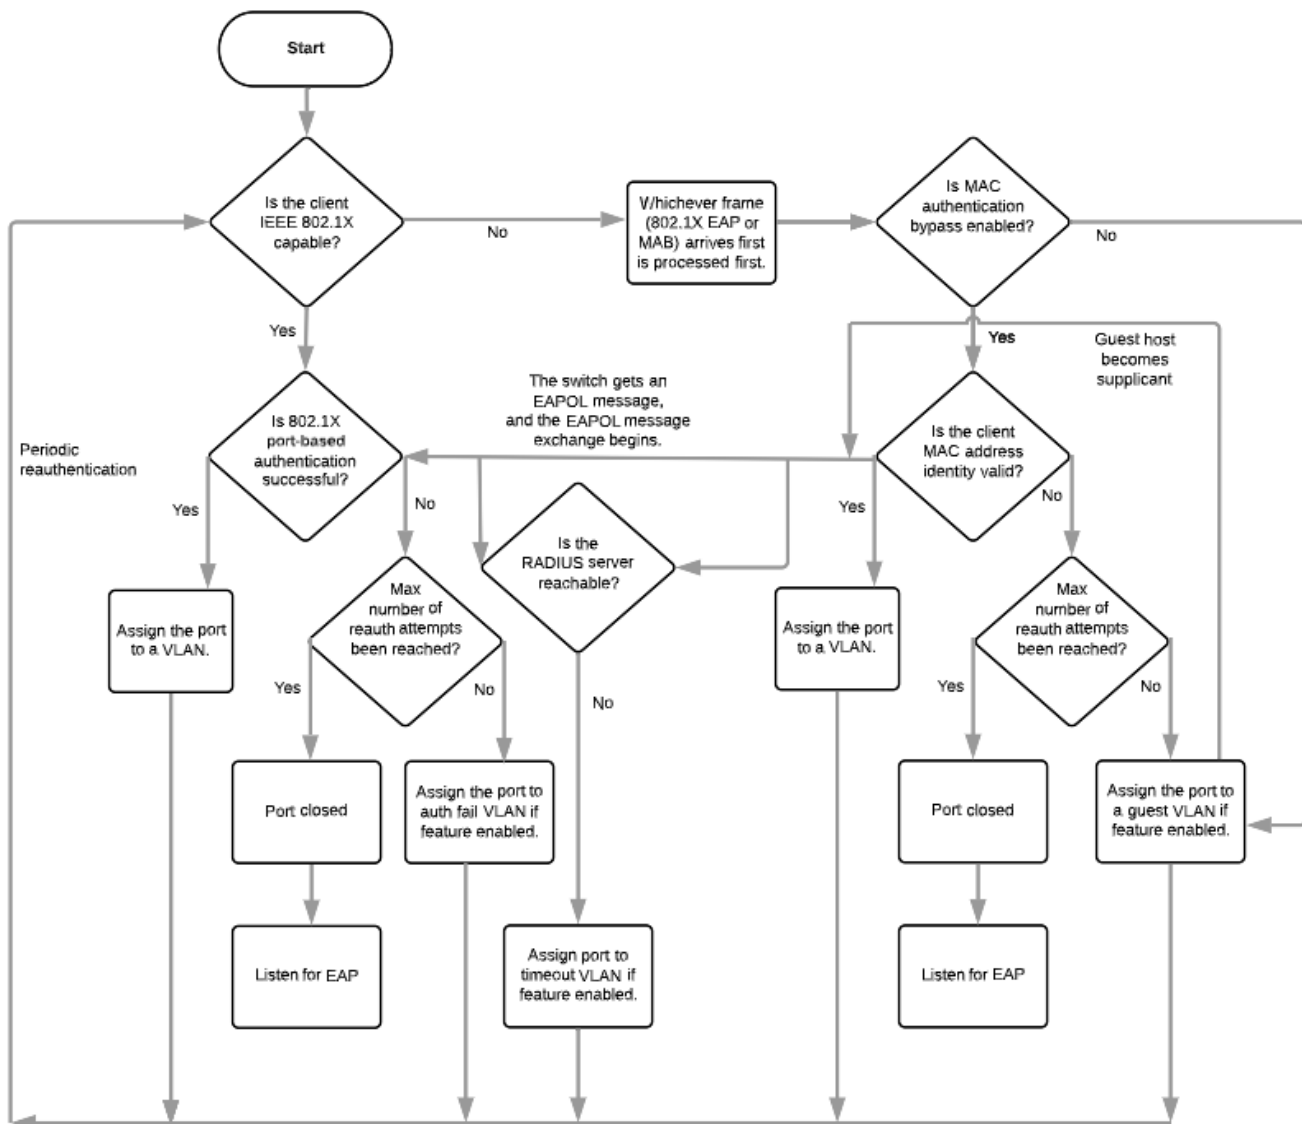 Start
Is the client
IEEE 802.1X
capable?
No
Whichever frame
(802.1X EAP or
MAB) arrives first
is processed first.
Is MAC
authentication
bypass enabled?
No
Yes
Yes
Guest host
becomes
supplicant
The switch gets an
EAPOL message,
and the EAPOL message
exchange begins.
Periodic
reauthentication
Is 802.1X
port-based
authentication
successful?
Is the client
MAC address
identity valid?
Yes
No
Yes
No
Is the
RADIUS server
reachable?
Assign the port
to a VLAN.
Max
number of
reauth attempts
been reached?
Assign the port
to a VLAN.
Max
number of
reauth attempts
been reached?
Yes
No
No
Yes
No
Port closed
Assign the port to
auth fail VLAN if
feature enabled.
Port closed
Assign the port to
a guest VLAN if
feature enabled.
Listen for EAP
Assign port to
timeout VLAN if
feature enabled.
Listen for EAP